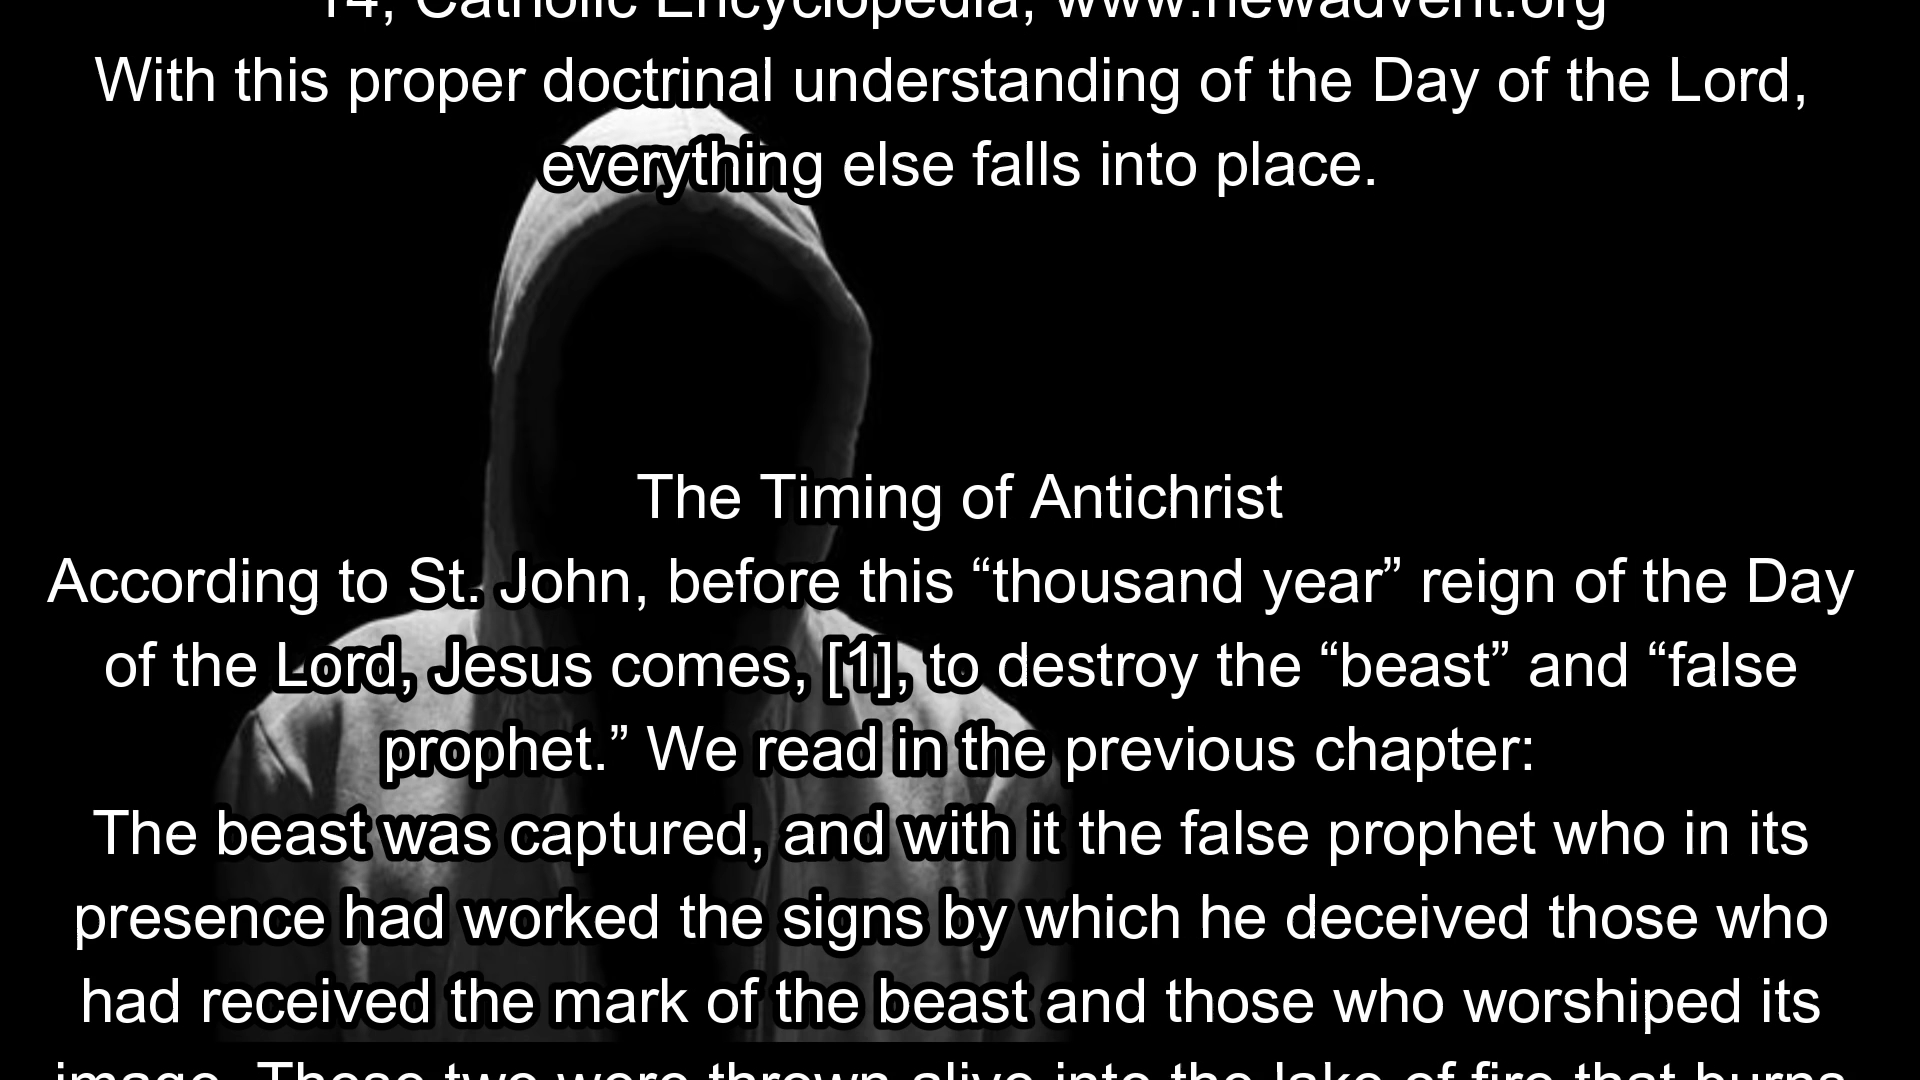 14, Catholic Encyclopedia, www.newadvent.org
With this proper doctrinal understanding of the Day of the Lord,
everything else falls into place.
The Timing of Antichrist
According to St. John, before this “thousand year” reign of the Day
of the Lord, Jesus comes, [1], to destroy the “beast” and “false
prophet.” We read in the previous chapter:
The beast was captured, and with it the false prophet who in its
presence had worked the signs by which he deceived those who
had received the mark of the beast and those who worshiped its
image. These two were thrown alive into the lake of fire that burns